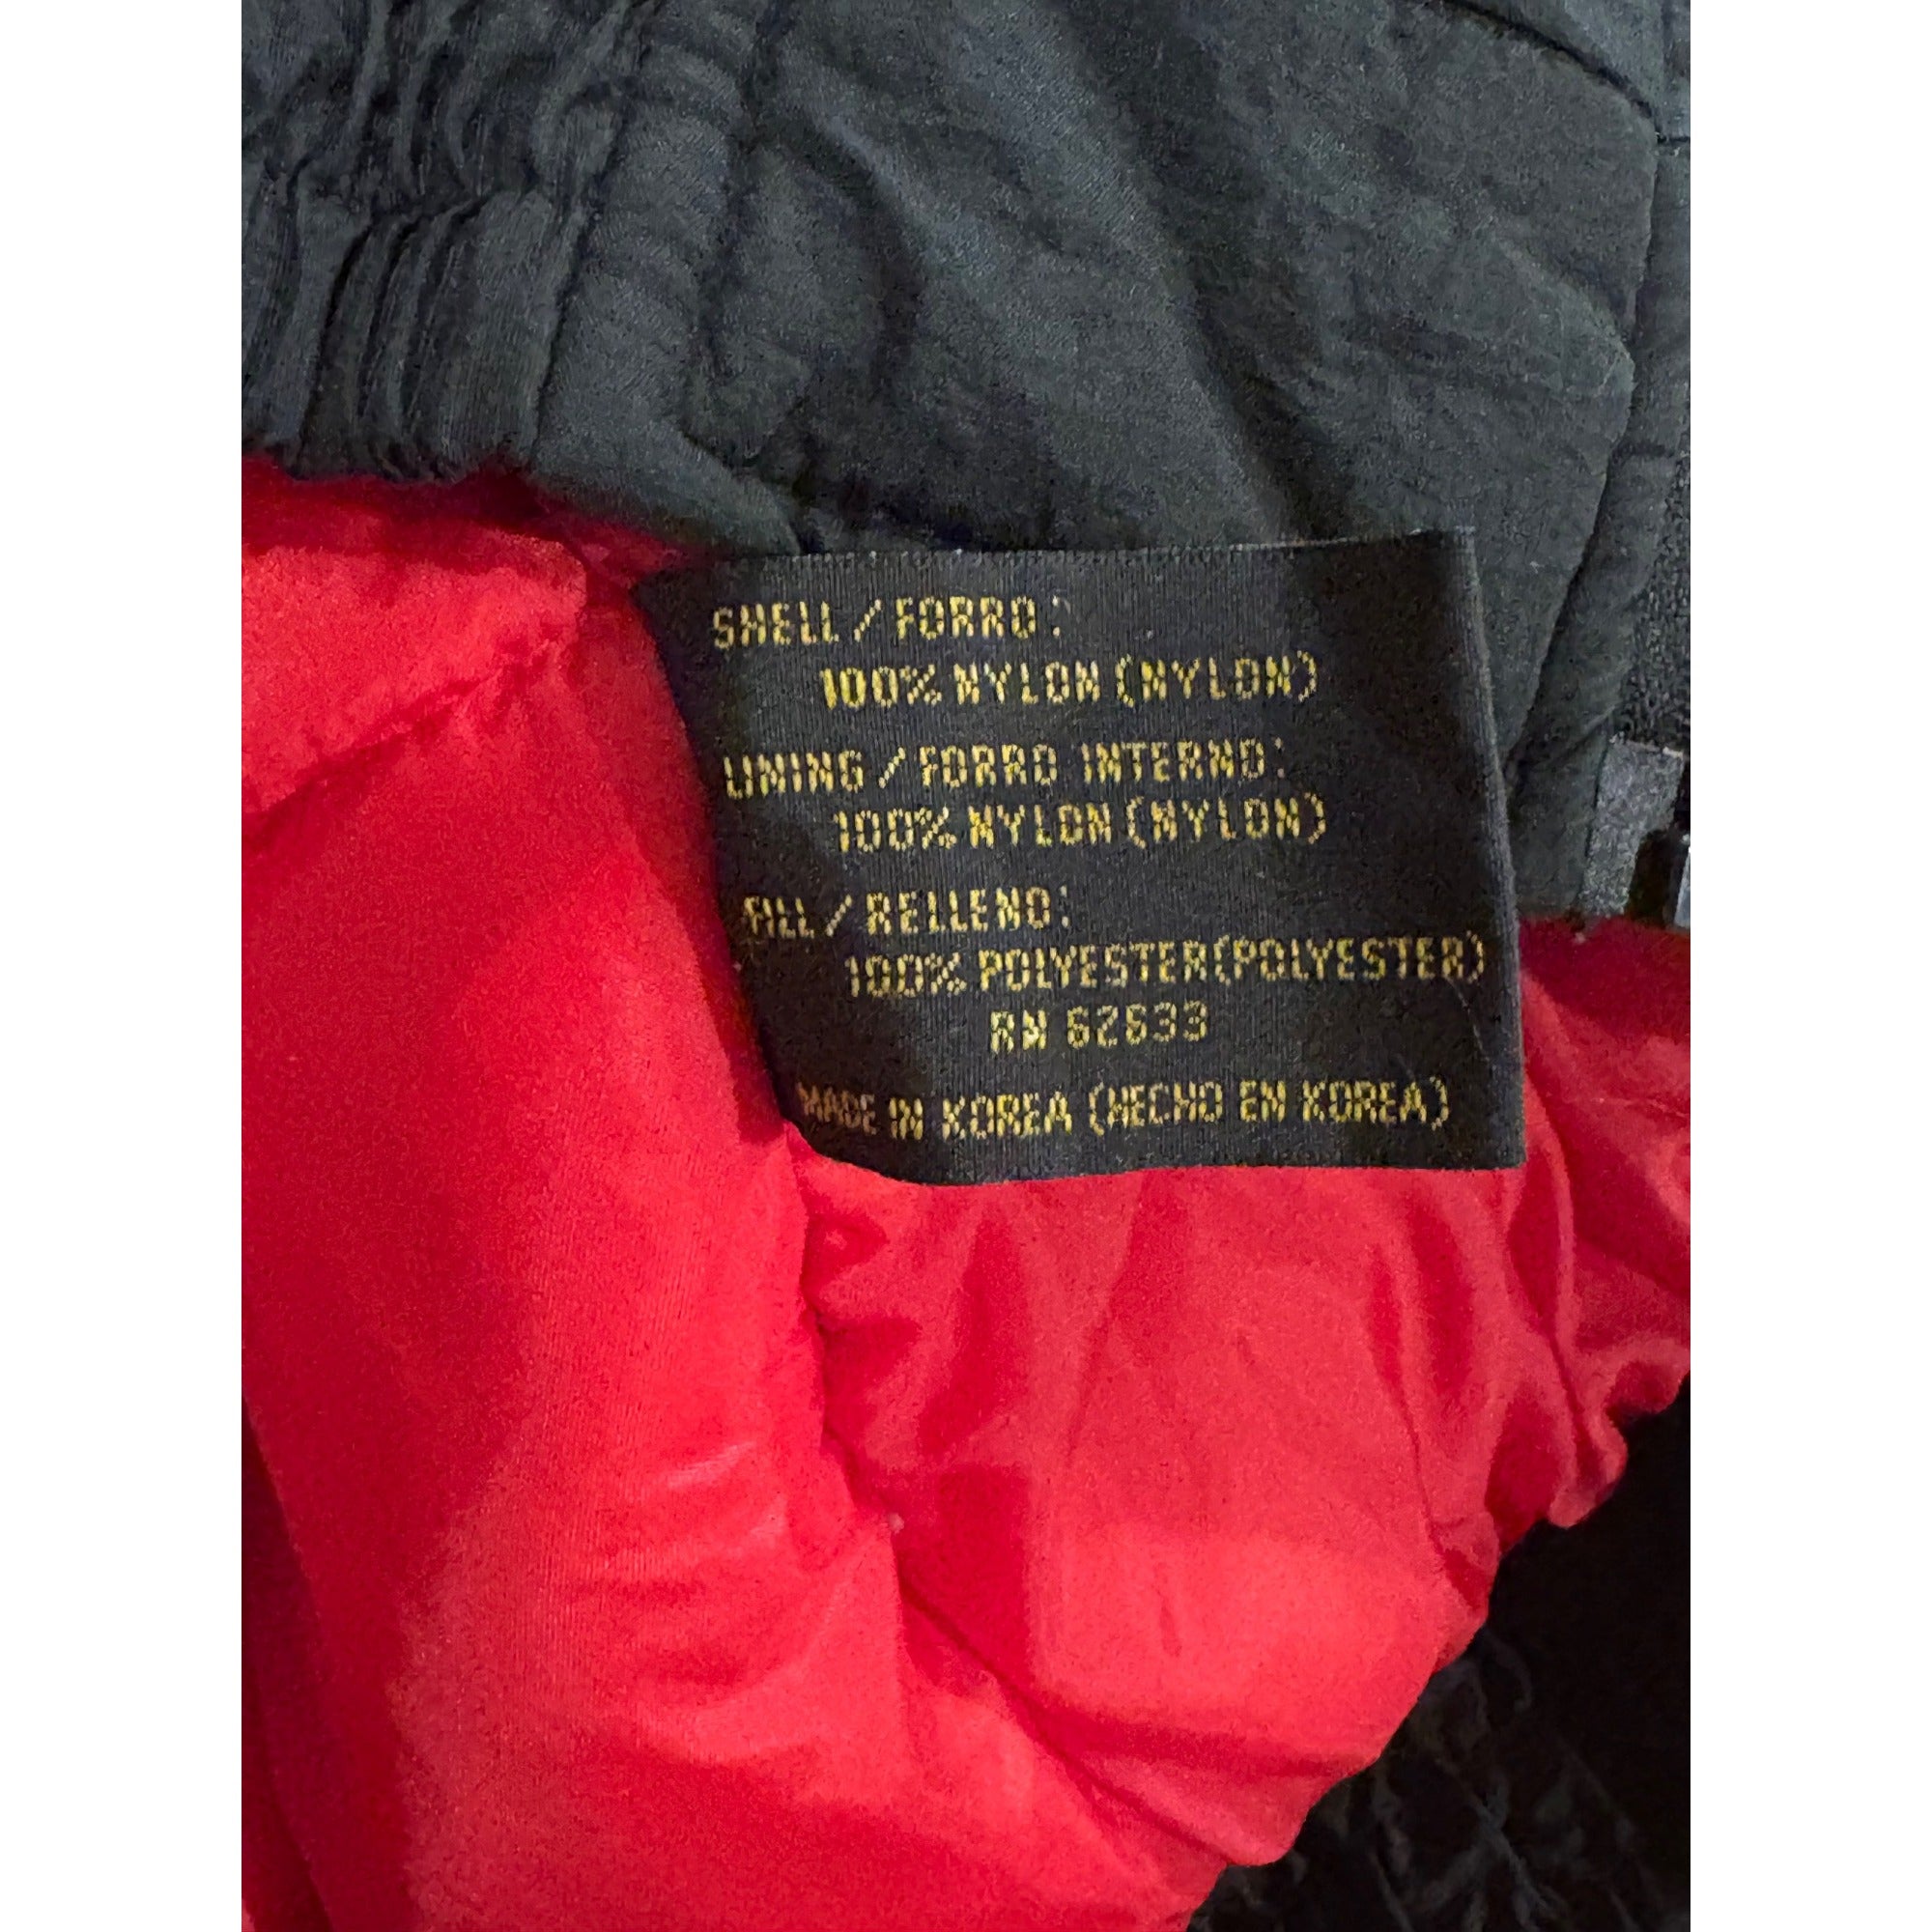 SHELL / FORRO:
100% NYLON (NYLON)
LINING / FORRO INTERNO:
100% NYLON (NYLON)
FILL / RELLENO:
100% POLYESTER (POLYESTER)
RN 62633
MADE IN KOREA (HECHO EN KOREA)